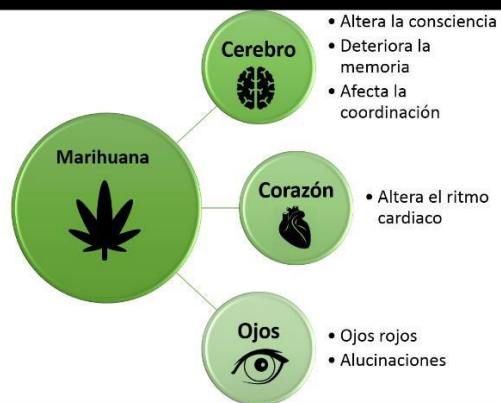 Marihuana
Cerebro
• Altera la consciencia
• Deteriora la
memoria
• Afecta la
coordinación
Corazón
• Altera el ritmo
cardiaco
Ojos
• Ojos rojos
• Alucinaciones